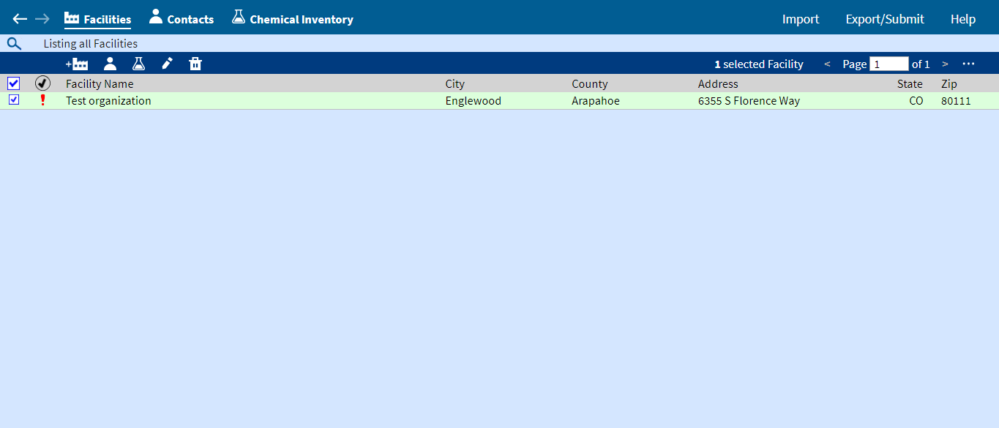 Facilities Contacts Chemical Inventory Import Export/Submit Help
Listing all Facilities
+ 1 selected Facility < Page 1 of 1 > ...
Facility Name City County Address State Zip
! Test organization Englewood Arapahoe 6355 S Florence Way CO 80111